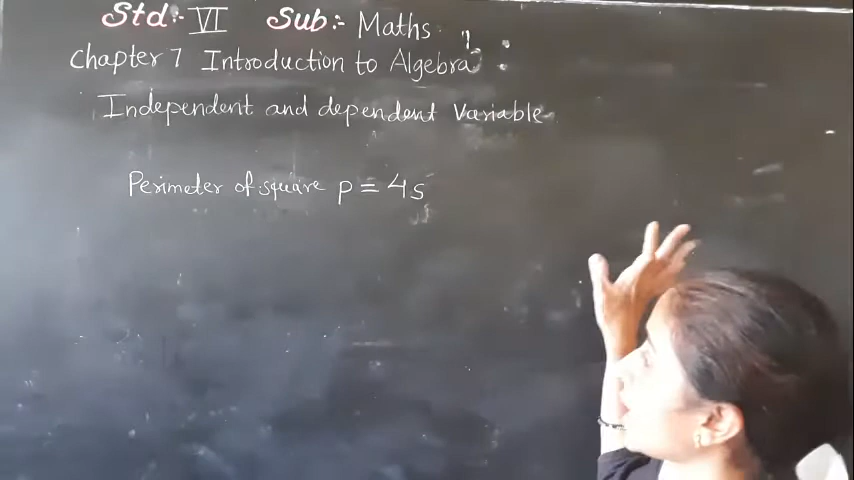 Std:- VI Sub:- Maths
Chapter 7 Introduction to Algebra
Independent and dependent Variable
Perimeter of square p = 4s